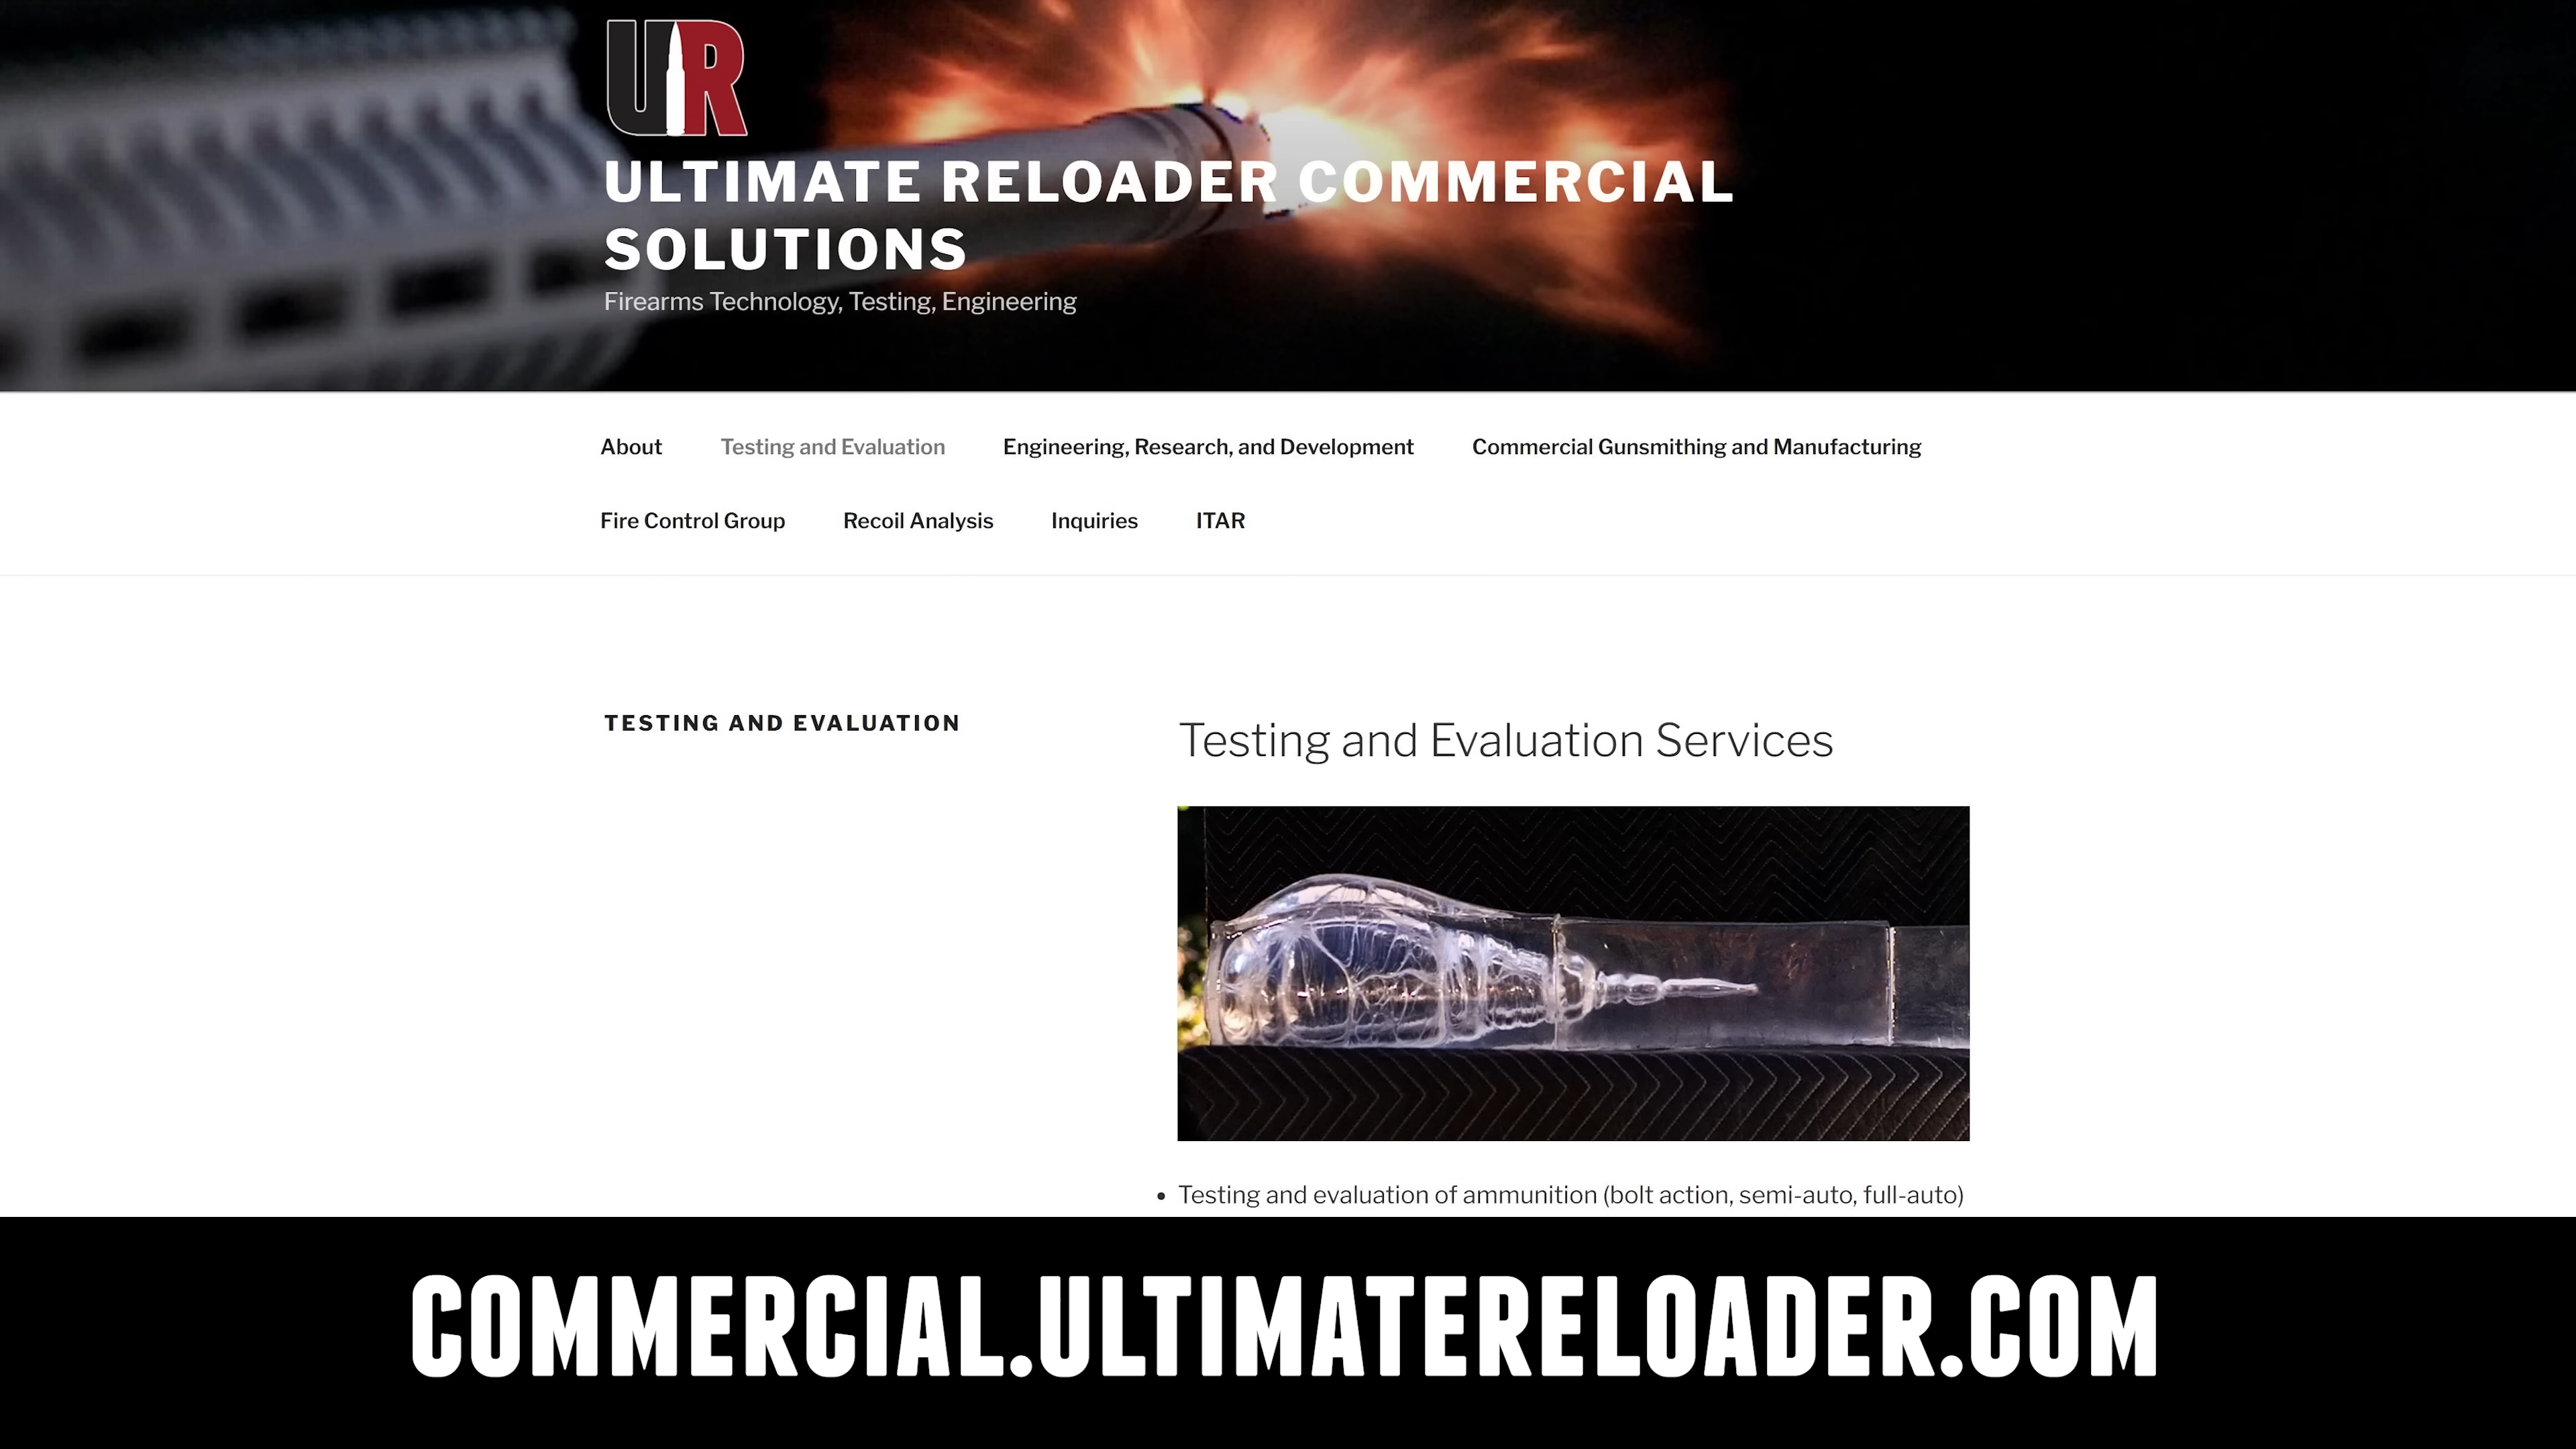 UR
ULTIMATE RELOADER COMMERCIAL
SOLUTIONS
Firearms Technology, Testing, Engineering
About Testing and Evaluation Engineering, Research, and Development Commercial Gunsmithing and Manufacturing
Fire Control Group Recoil Analysis Inquiries ITAR
TESTING AND EVALUATION
Testing and Evaluation Services
• Testing and evaluation of ammunition (bolt action, semi-auto, full-auto)
COMMERCIAL.ULTIMATERELOADER.COM